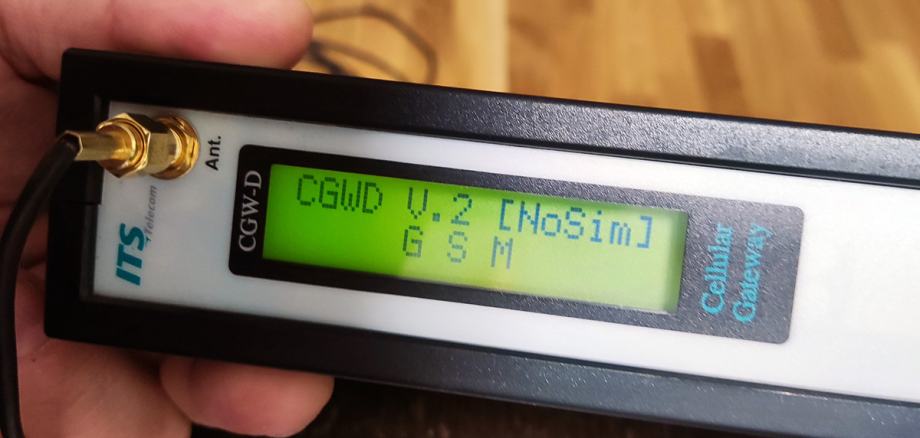 Ant.
ITS
Telecom
CGW-D
CGWD V.2 [NoSim]
G S M
Cellular
Gateway